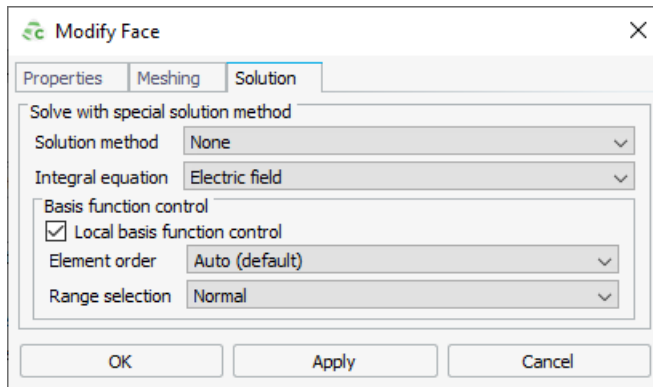 Modify Face
Properties Meshing Solution
Solve with special solution method
Solution method None
Integral equation Electric field
Basis function control
Local basis function control
Element order Auto (default)
Range selection Normal
OK Apply Cancel